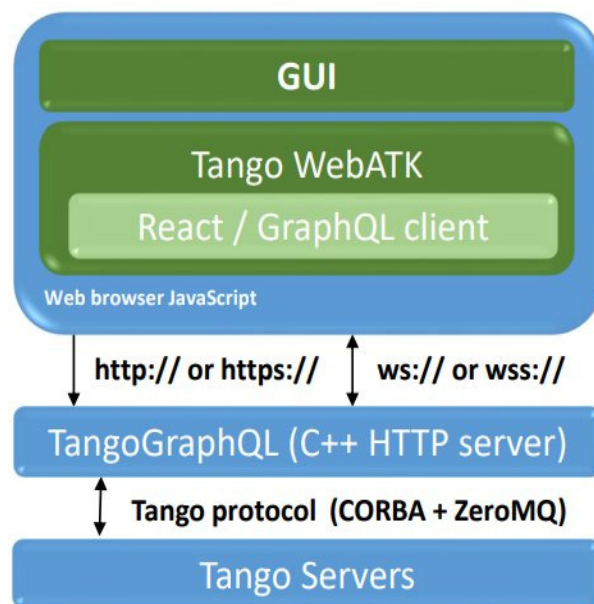 GUI
Tango WebATK
React / GraphQL client
Web browser JavaScript
http:// or https:// ws:// or wss://
TangoGraphQL (C++ HTTP server)
Tango protocol (CORBA + ZeroMQ)
Tango Servers